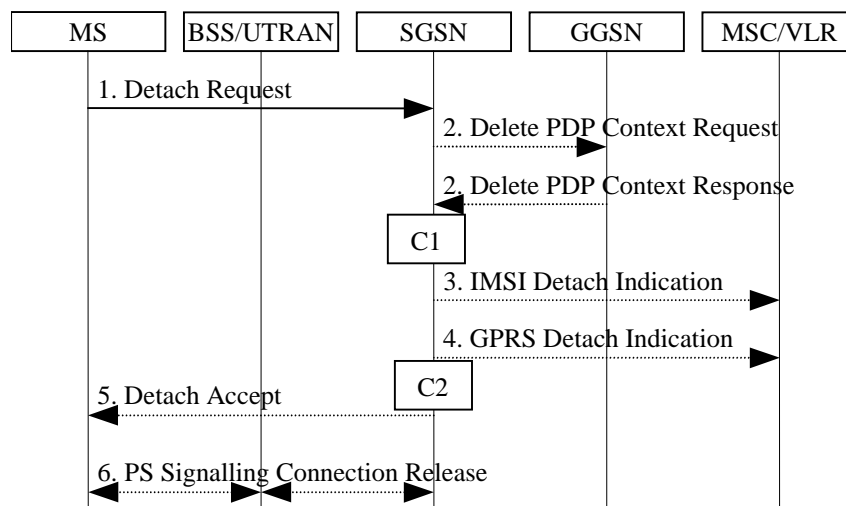 MS BSS/UTRAN SGSN GGSN MSC/VLR
1. Detach Request
2. Delete PDP Context Request
2. Delete PDP Context Response
C1
3. IMSI Detach Indication
4. GPRS Detach Indication
C2
5. Detach Accept
6. PS Signalling Connection Release